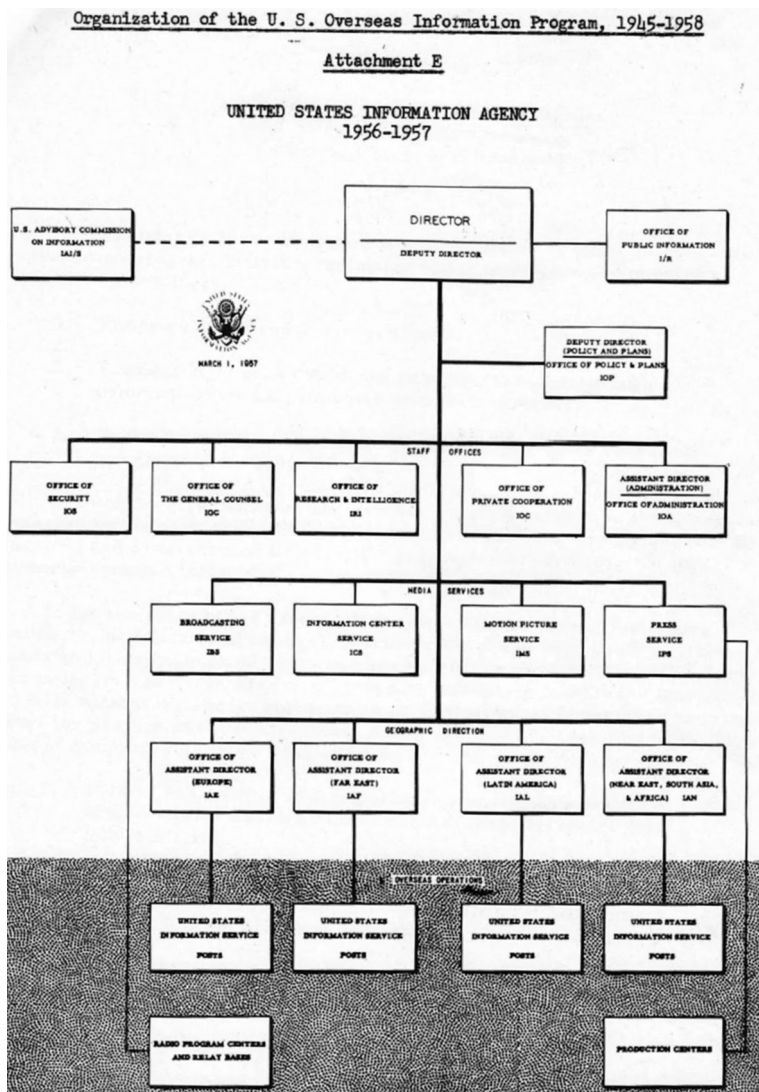 Organization of the U. S. Overseas Information Program, 1945-1958
Attachment E
UNITED STATES INFORMATION AGENCY
1956-1957
DIRECTOR
DEPUTY DIRECTOR
U.S. ADVISORY COMMISSION
ON INFORMATION
IAI/S
OFFICE OF
PUBLIC INFORMATION
I/R
UNITED STATES
INFORMATION AGENCY
MARCH 1, 1957
DEPUTY DIRECTOR
(POLICY AND PLANS)
OFFICE OF POLICY & PLANS
IOP
STAFF OFFICES
OFFICE OF
SECURITY
IOS
OFFICE OF
THE GENERAL COUNSEL
IGC
OFFICE OF
RESEARCH & INTELLIGENCE
IRI
OFFICE OF
PRIVATE COOPERATION
IOC
ASSISTANT DIRECTOR
(ADMINISTRATION)
OFFICE OF ADMINISTRATION
IOA
MEDIA SERVICES
BROADCASTING
SERVICE
IBS
INFORMATION CENTER
SERVICE
ICS
MOTION PICTURE
SERVICE
IMS
PRESS
SERVICE
IPS
GEOGRAPHIC DIRECTION
OFFICE OF
ASSISTANT DIRECTOR
(EUROPE)
IAE
OFFICE OF
ASSISTANT DIRECTOR
(FAR EAST)
IAF
OFFICE OF
ASSISTANT DIRECTOR
(LATIN AMERICA)
IAL
OFFICE OF
ASSISTANT DIRECTOR
(NEAR EAST, SOUTH ASIA,
& AFRICA) IAN
OVERSEAS OPERATIONS
UNITED STATES
INFORMATION SERVICE
POSTS
UNITED STATES
INFORMATION SERVICE
POSTS
UNITED STATES
INFORMATION SERVICE
POSTS
UNITED STATES
INFORMATION SERVICE
POSTS
RADIO PROGRAM CENTERS
AND RELAY BASES
PRODUCTION CENTERS